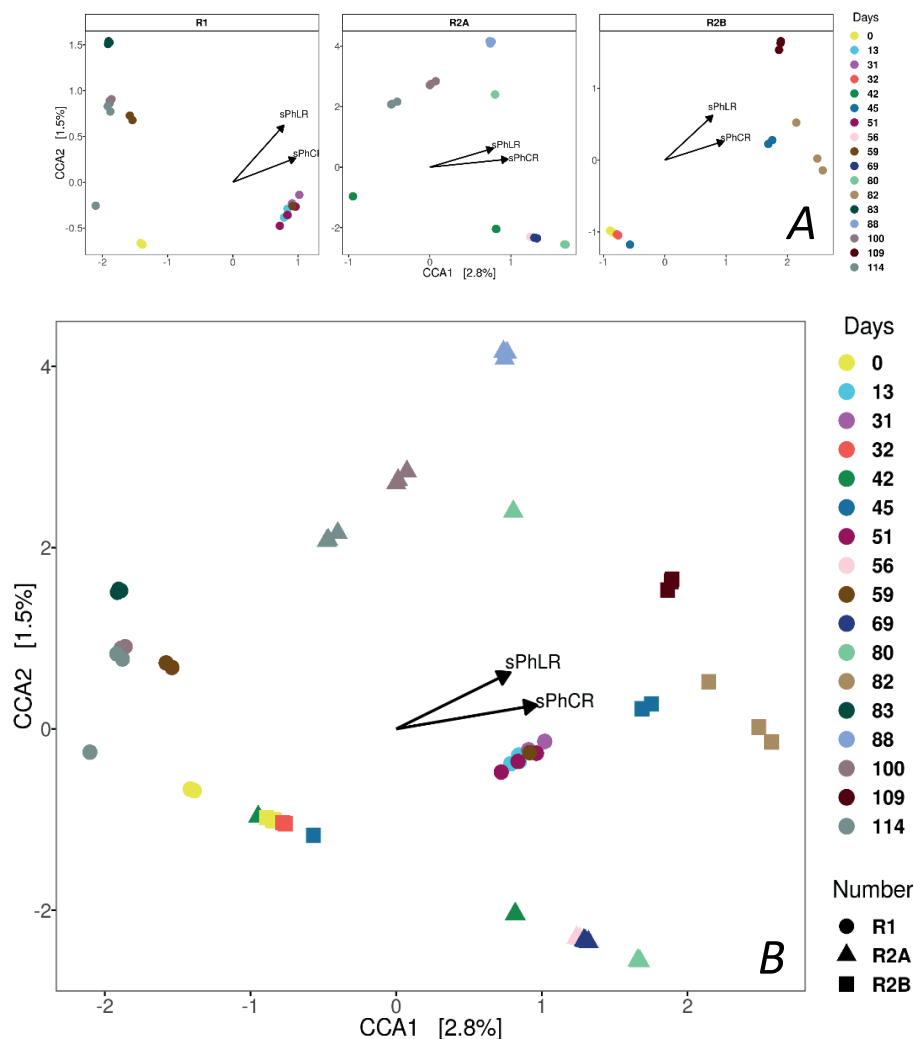 R1
R2A
R2B
Days
0
13
31
32
42
45
51
56
59
69
80
82
83
88
100
109
114
CCA2 [1.5%]
1.5
1.0
0.5
0.0
-0.5
-2
-1
0
1
sPhLR
sPhCR
4
2
0
-2
-1
0
1
sPhLR
sPhCR
1
0
-1
-1
0
1
2
sPhLR
sPhCR
A
CCA1 [2.8%]
CCA2 [1.5%]
4
2
0
-2
-2
-1
0
1
2
sPhLR
sPhCR
B
CCA1 [2.8%]
Days
0
13
31
32
42
45
51
56
59
69
80
82
83
88
100
109
114
Number
R1
R2A
R2B